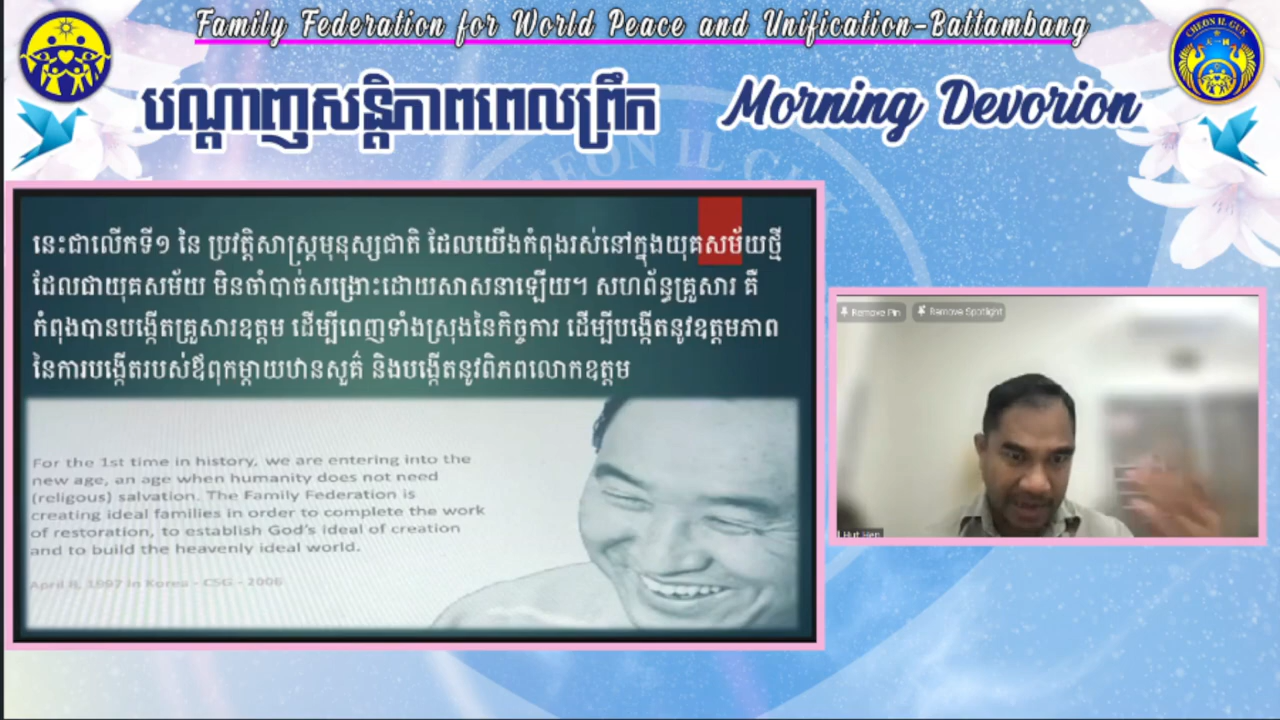 Family Federation for World Peace and Unification-Battambang
CHEON IL GUK
បណ្ដាញសន្តិភាពពេលព្រឹក
Morning Devorion
CHEON IL GUK
នេះជាលើកទី១ នៃ ប្រវត្តិសាស្ត្រមុនុស្សជាតិ ដែលយើងកំពុងរស់នៅក្នុងយុគសម័យថ្មី
ដែលជាយុគសម័យ មិនចាំបាច់សង្រោះដោយសាសនាឡើយ។ សហព័ន្ធគ្រួសារ គឺ
កំពុងបានបង្កើតគ្រួសារឧត្តម ដើម្បីពេញទាំងស្រុងនៃកិច្ចការ ដើម្បីបង្កើតនូវឧត្តមភាព
នៃការបង្កើតរបស់ឪពុកម្តាយឋានសួគ៌ និងបង្កើតនូវពិភពលោកឧត្តម
For the 1st time in history, we are entering into the
new age, an age when humanity does not need
(religous) salvation. The Family Federation is
creating ideal families in order to complete the work
of restoration, to establish God's ideal of creation
and to build the heavenly ideal world.
April 8, 1997 in Korea - CSG - 2006
Remove Pin
Remove Spotlight
Hut Hen